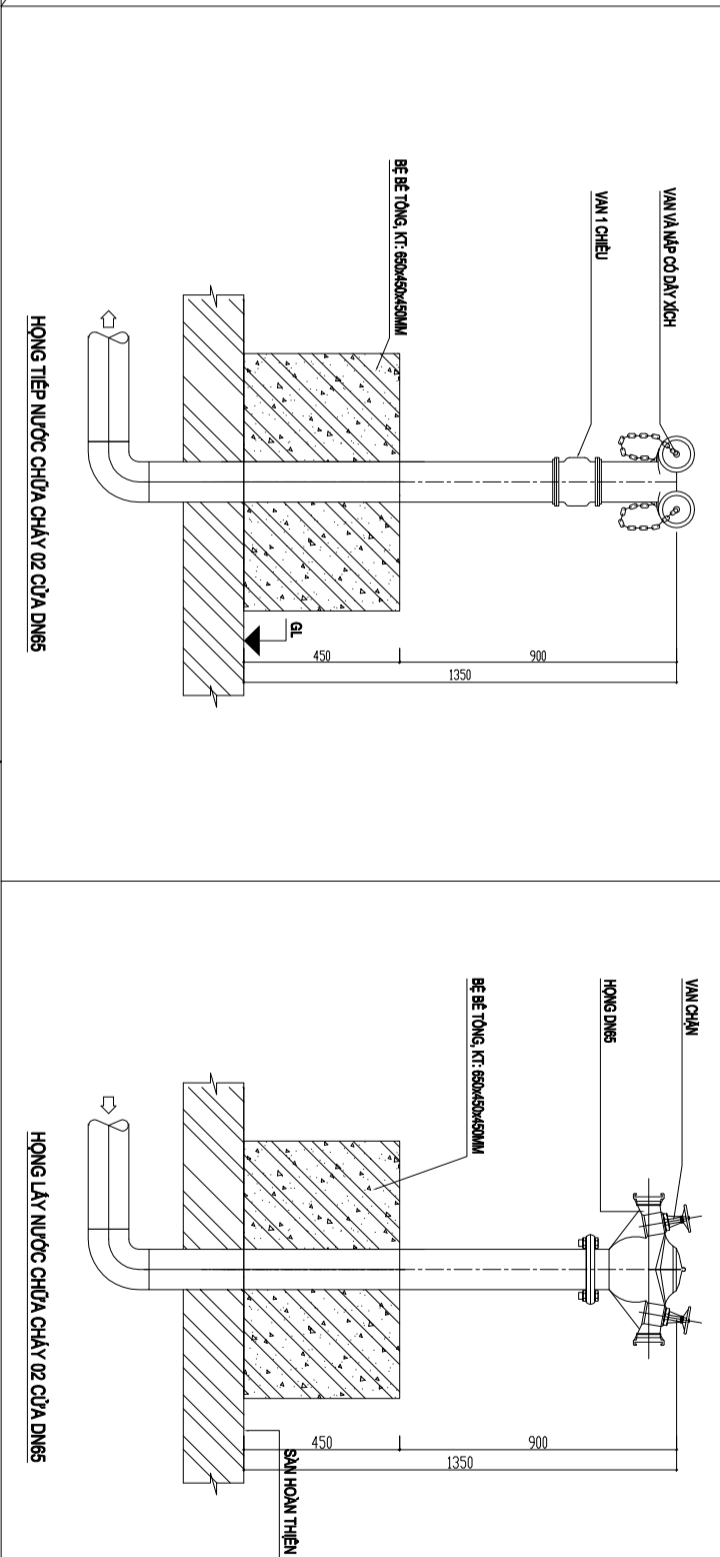 VAN VÀ NẮP CÓ DÂY XÍCH
VAN 1 CHIỀU
BỆ BÊ TÔNG, KT: 650x450x450MM
GL
450
900
1350
HỌNG TIẾP NƯỚC CHỮA CHÁY 02 CỬA DN65
VAN CHẶN
HỌNG DN65
BỆ BÊ TÔNG, KT: 650x450x450MM
SÀN HOÀN THIỆN
450
900
1350
HỌNG LẤY NƯỚC CHỮA CHÁY 02 CỬA DN65